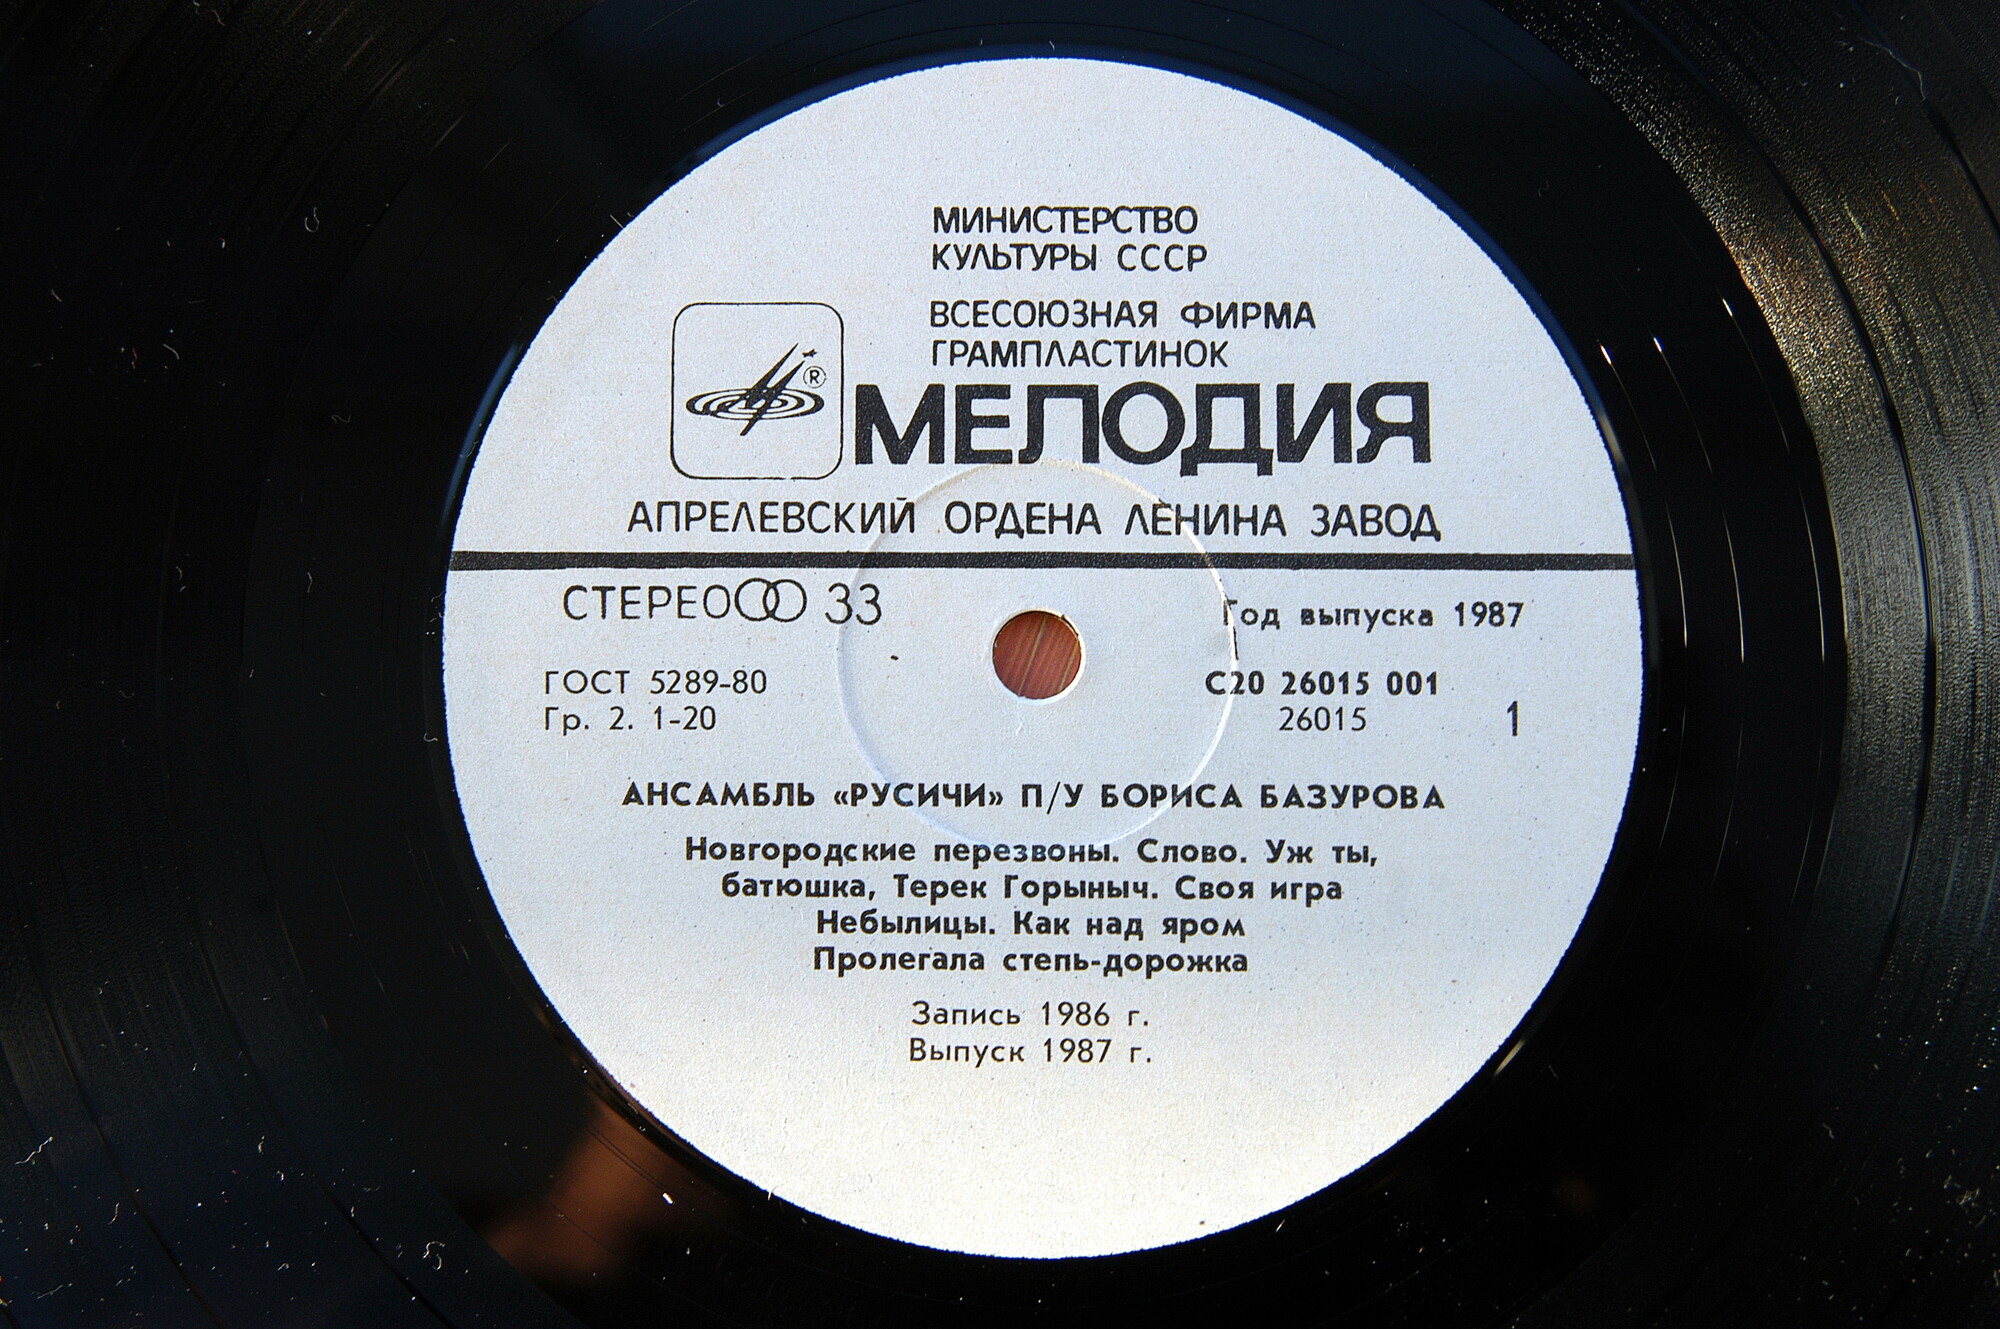 МИНИСТЕРСТВО
КУЛЬТУРЫ СССР
ВСЕСОЮЗНАЯ ФИРМА
ГРАМПЛАСТИНОК
®
МЕЛОДИЯ
АПРЕЛЕВСКИЙ ОРДЕНА ЛЕНИНА ЗАВОД
СТЕРЕО 33
Год выпуска 1987
ГОСТ 5289-80
С20 26015 001
Гр. 2. 1-20
26015
1
АНСАМБЛЬ «РУСИЧИ» П/У БОРИСА БАЗУРОВА
Новгородские перезвоны. Слово. Уж ты,
батюшка, Терек Горыныч. Своя игра
Небылицы. Как над яром
Пролегала степь-дорожка
Запись 1986 г.
Выпуск 1987 г.